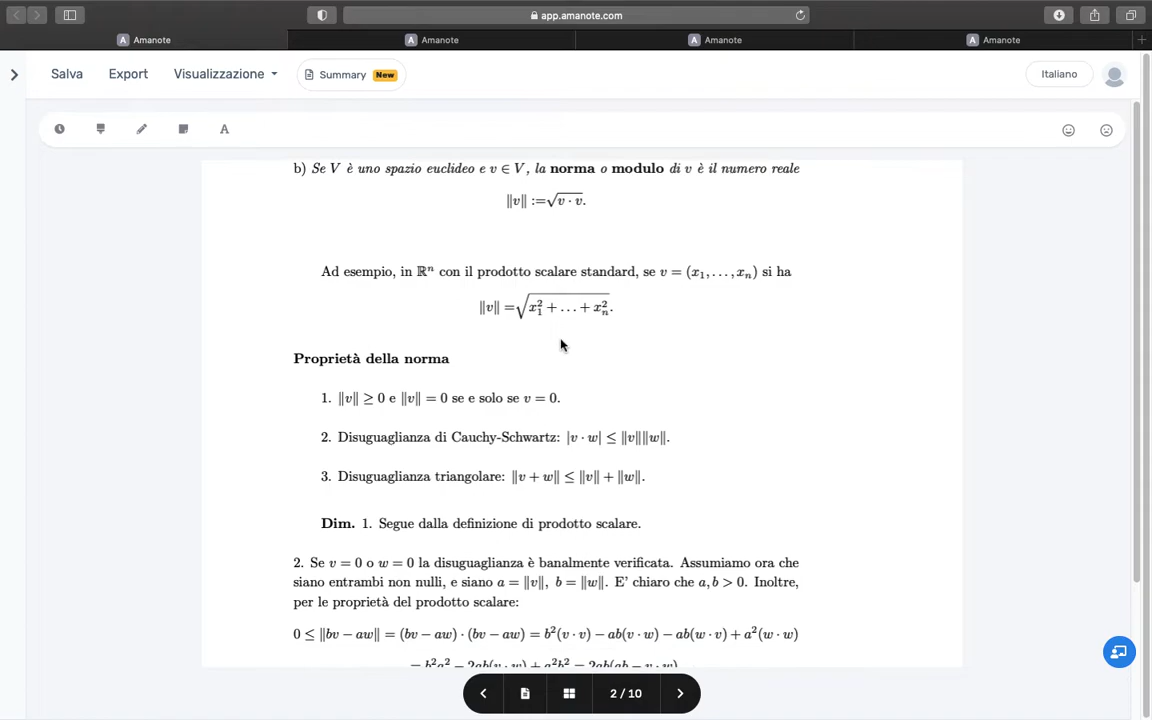 app.amanote.com
A Amanote
A Amanote
A Amanote
A Amanote
Salva Export Visualizzazione Summary New Italiano
A
b) Se V è uno spazio euclideo e v ∈ V, la norma o modulo di v è il numero reale
‖v‖ :=√v · v.
Ad esempio, in ℝⁿ con il prodotto scalare standard, se v = (x₁, . . . , xₙ) si ha
‖v‖ =√x₁² + . . . + xₙ².
Proprietà della norma
1. ‖v‖ ≥ 0 e ‖v‖ = 0 se e solo se v = 0.
2. Disuguaglianza di Cauchy-Schwartz: |v · w| ≤ ‖v‖‖w‖.
3. Disuguaglianza triangolare: ‖v + w‖ ≤ ‖v‖ + ‖w‖.
Dim. 1. Segue dalla definizione di prodotto scalare.
2. Se v = 0 o w = 0 la disuguaglianza è banalmente verificata. Assumiamo ora che
siano entrambi non nulli, e siano a = ‖v‖, b = ‖w‖. E' chiaro che a, b > 0. Inoltre,
per le proprietà del prodotto scalare:
0 ≤ ‖bv − aw‖ = (bv − aw) · (bv − aw) = b²(v · v) − ab(v · w) − ab(w · v) + a²(w · w)
= b²a² − 2ab(v · w) + a²b² = 2ab(ab − v · w)
2 / 10